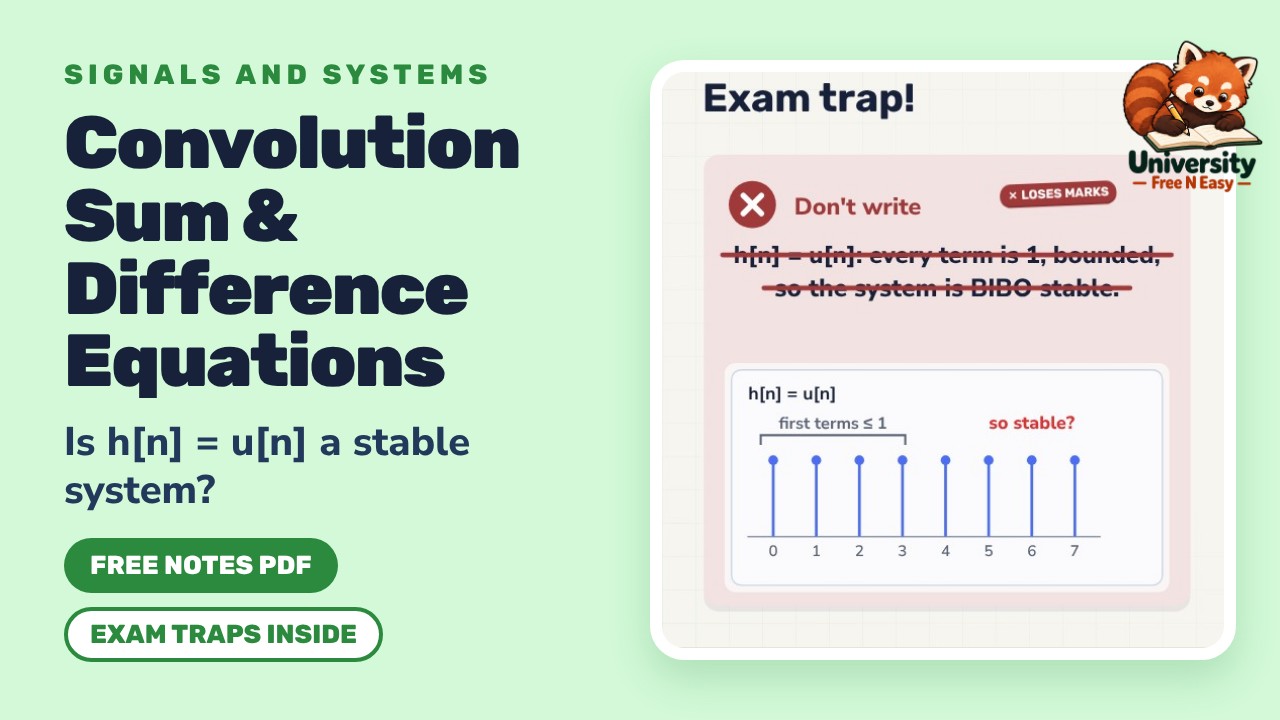 SIGNALS AND SYSTEMS
Convolution
Sum &
Difference
Equations
Is h[n] = u[n] a stable
system?
FREE NOTES PDF
EXAM TRAPS INSIDE
Exam trap!
Don't write
× LOSES MARKS
h[n] = u[n]: every term is 1, bounded,
so the system is BIBO stable.
h[n] = u[n]
first terms ≤ 1
so stable?
0 1 2 3 4 5 6 7
University
Free N Easy